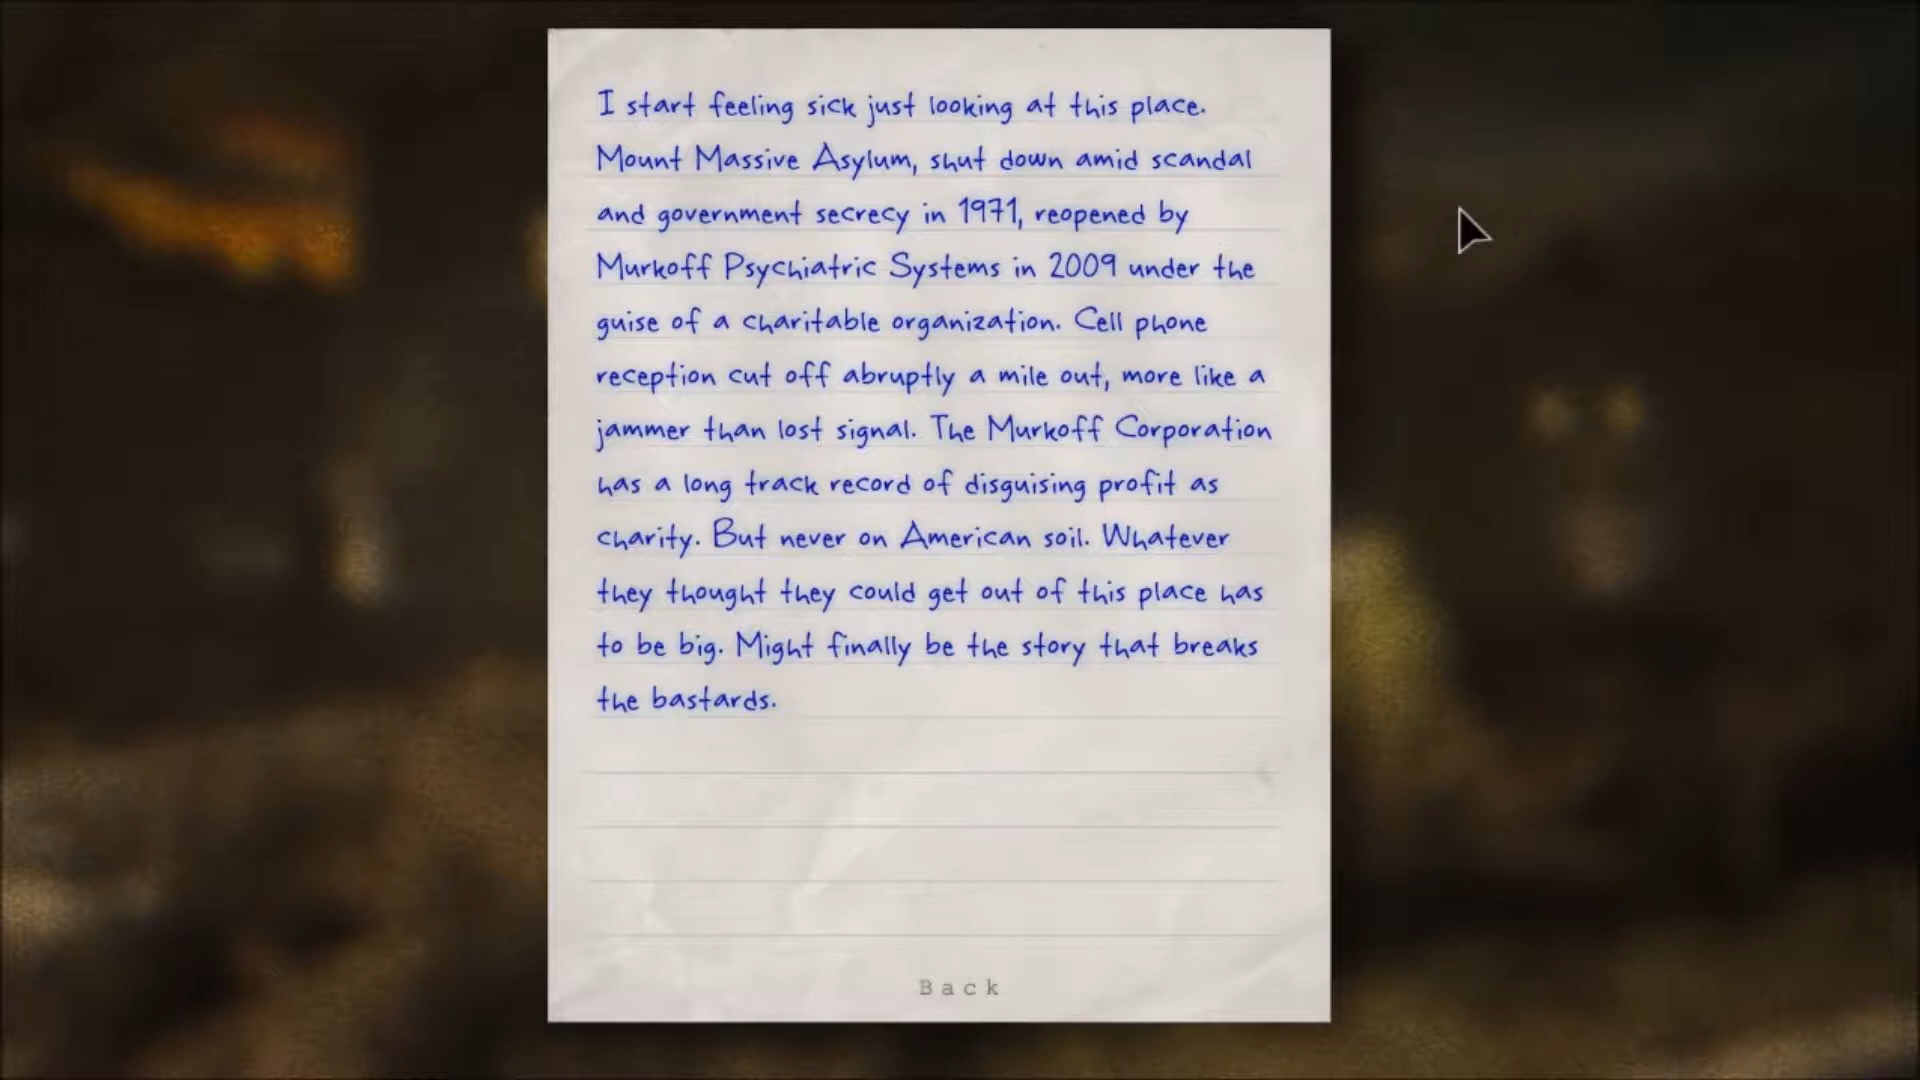 I start feeling sick just looking at this place.
Mount Massive Asylum, shut down amid scandal
and government secrecy in 1971, reopened by
Murkoff Psychiatric Systems in 2009 under the
guise of a charitable organization. Cell phone
reception cut off abruptly a mile out, more like a
jammer than lost signal. The Murkoff Corporation
has a long track record of disguising profit as
charity. But never on American soil. Whatever
they thought they could get out of this place has
to be big. Might finally be the story that breaks
the bastards.
Back